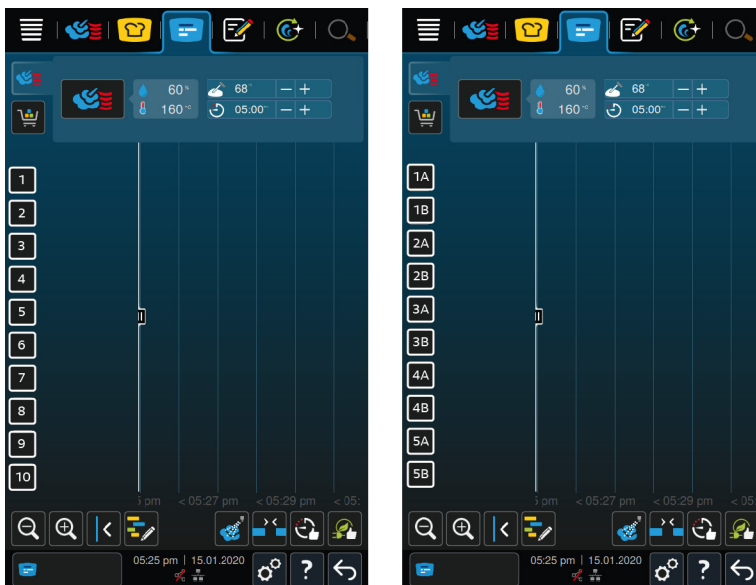 60 %
68 °
160 °C
05:00
1
2
3
4
5
6
7
8
9
10
pm < 05:27 pm < 05:29 pm < 05:
05:25 pm | 15.01.2020
?
60 %
68 °
160 °C
05:00
1A
1B
2A
2B
3A
3B
4A
4B
5A
5B
pm < 05:27 pm < 05:29 pm < 05
05:25 pm | 15.01.2020
?